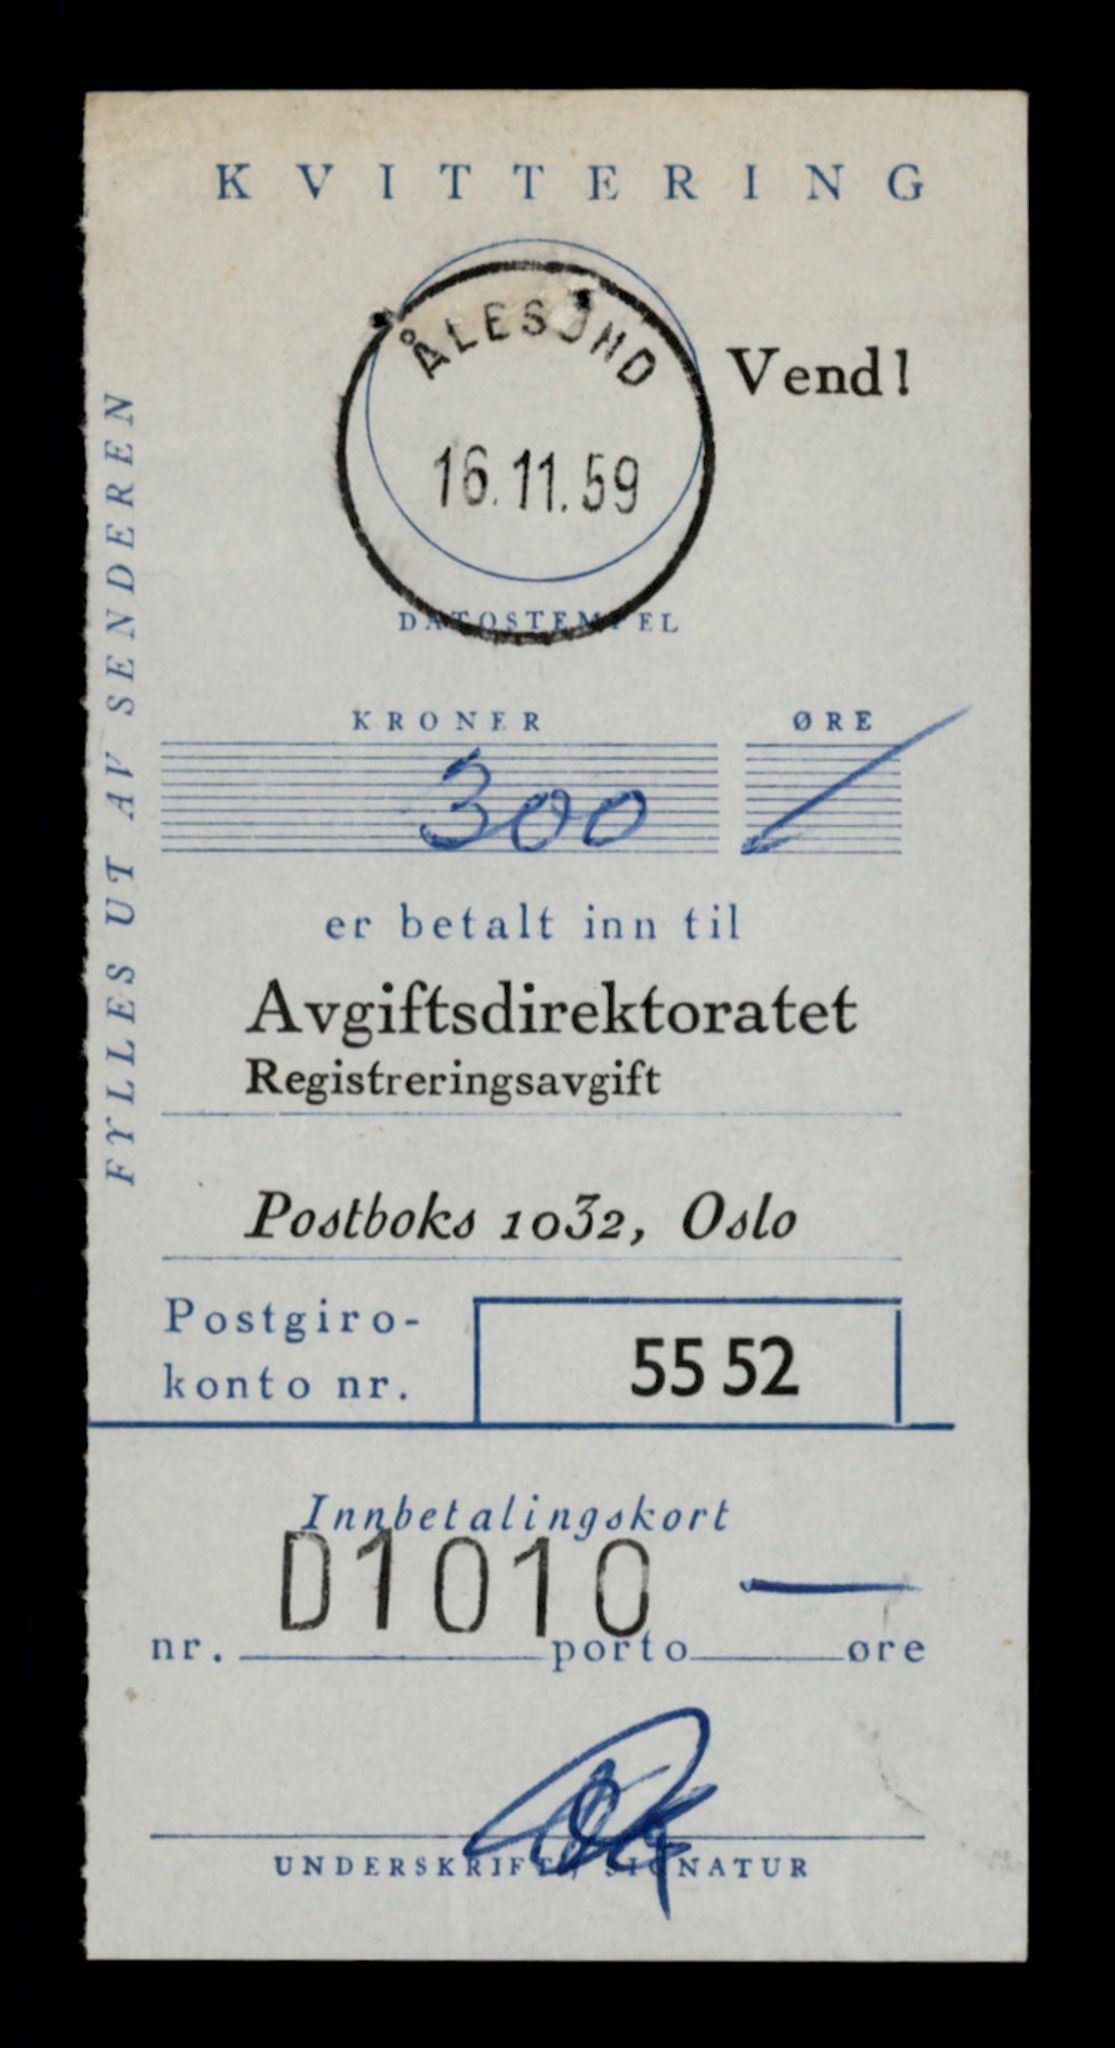 KVITTERING
ÅLESUND
Vend!
16.11.59
DATOSTEMPEL
FYLLES UT AV SENDEREN
KRONER ØRE
300 /
er betalt inn til
Avgiftsdirektoratet
Registreringsavgift
Postboks 1032, Oslo
Postgiro-
konto nr.
55 52
Innbetalingskort
D1010 —
nr. porto øre
UNDERSKRIFT / SIGNATUR